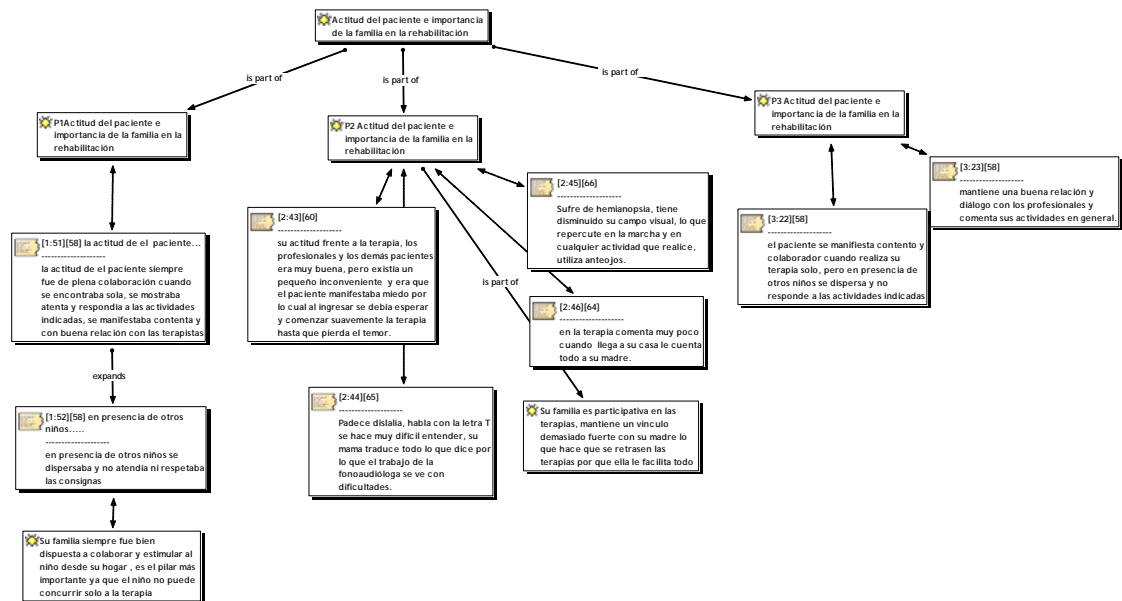 Actitud del paciente e importancia
de la familia en la rehabilitación
is part of
is part of
is part of
P1Actitud del paciente e
importancia de la familia en la
rehabilitación
P2 Actitud del paciente e
importancia de la familia en la
rehabilitación
P3 Actitud del paciente e
importancia de la familia en la
rehabilitación
[1:51][58] la actitud de el paciente...
--------------------
la actitud de el paciente siempre
fue de plena colaboración cuando
se encontraba sola, se mostraba
atenta y respondía a las actividades
indicadas, se manifestaba contenta y
con buena relación con las terapistas
expands
[1:52][58] en presencia de otros
niños.....
--------------------
en presencia de otros niños se
dispersaba y no atendía ni respetaba
las consignas
Su familia siempre fue bien
dispuesta a colaborar y estimular al
niño desde su hogar , es el pilar más
importante ya que el niño no puede
concurrir solo a la terapia
[2:43][60]
--------------------
su actitud frente a la terapia, los
profesionales y los demás pacientes
era muy buena, pero existía un
pequeño inconveniente y era que
el paciente manifestaba miedo por
lo cual al ingresar se debía esperar
y comenzar suavemente la terapia
hasta que pierda el temor.
[2:44][65]
--------------------
Padece dislalia, habla con la letra T
se hace muy difícil entender, su
mama traduce todo lo que dice por
lo que el trabajo de la
fonoaudióloga se ve con
dificultades.
[2:45][66]
--------------------
Sufre de hemianopsia, tiene
disminuido su campo visual, lo que
repercute en la marcha y en
cualquier actividad que realice,
utiliza anteojos.
is part of
[2:46][64]
--------------------
en la terapia comenta muy poco
cuando llega a su casa le cuenta
todo a su madre.
Su familia es participativa en las
terapias, mantiene un vinculo
demasiado fuerte con su madre lo
que hace que se retrasen las
terapias por que ella le facilita todo
[3:22][58]
--------------------
el paciente se manifiesta contento y
colaborador cuando realiza su
terapia solo, pero en presencia de
otros niños se dispersa y no
responde a las actividades indicadas
[3:23][58]
--------------------
mantiene una buena relación y
diálogo con los profesionales y
comenta sus actividades en general.